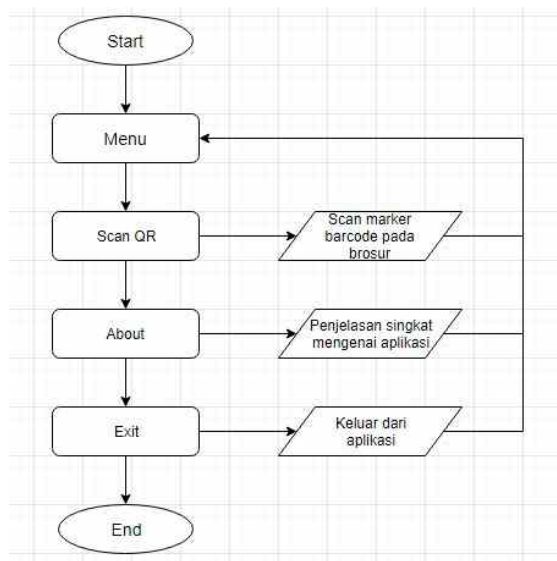 Start
Menu
Scan QR
Scan marker
barcode pada
brosur
About
Penjelasan singkat
mengenai aplikasi
Exit
Keluar dari
aplikasi
End